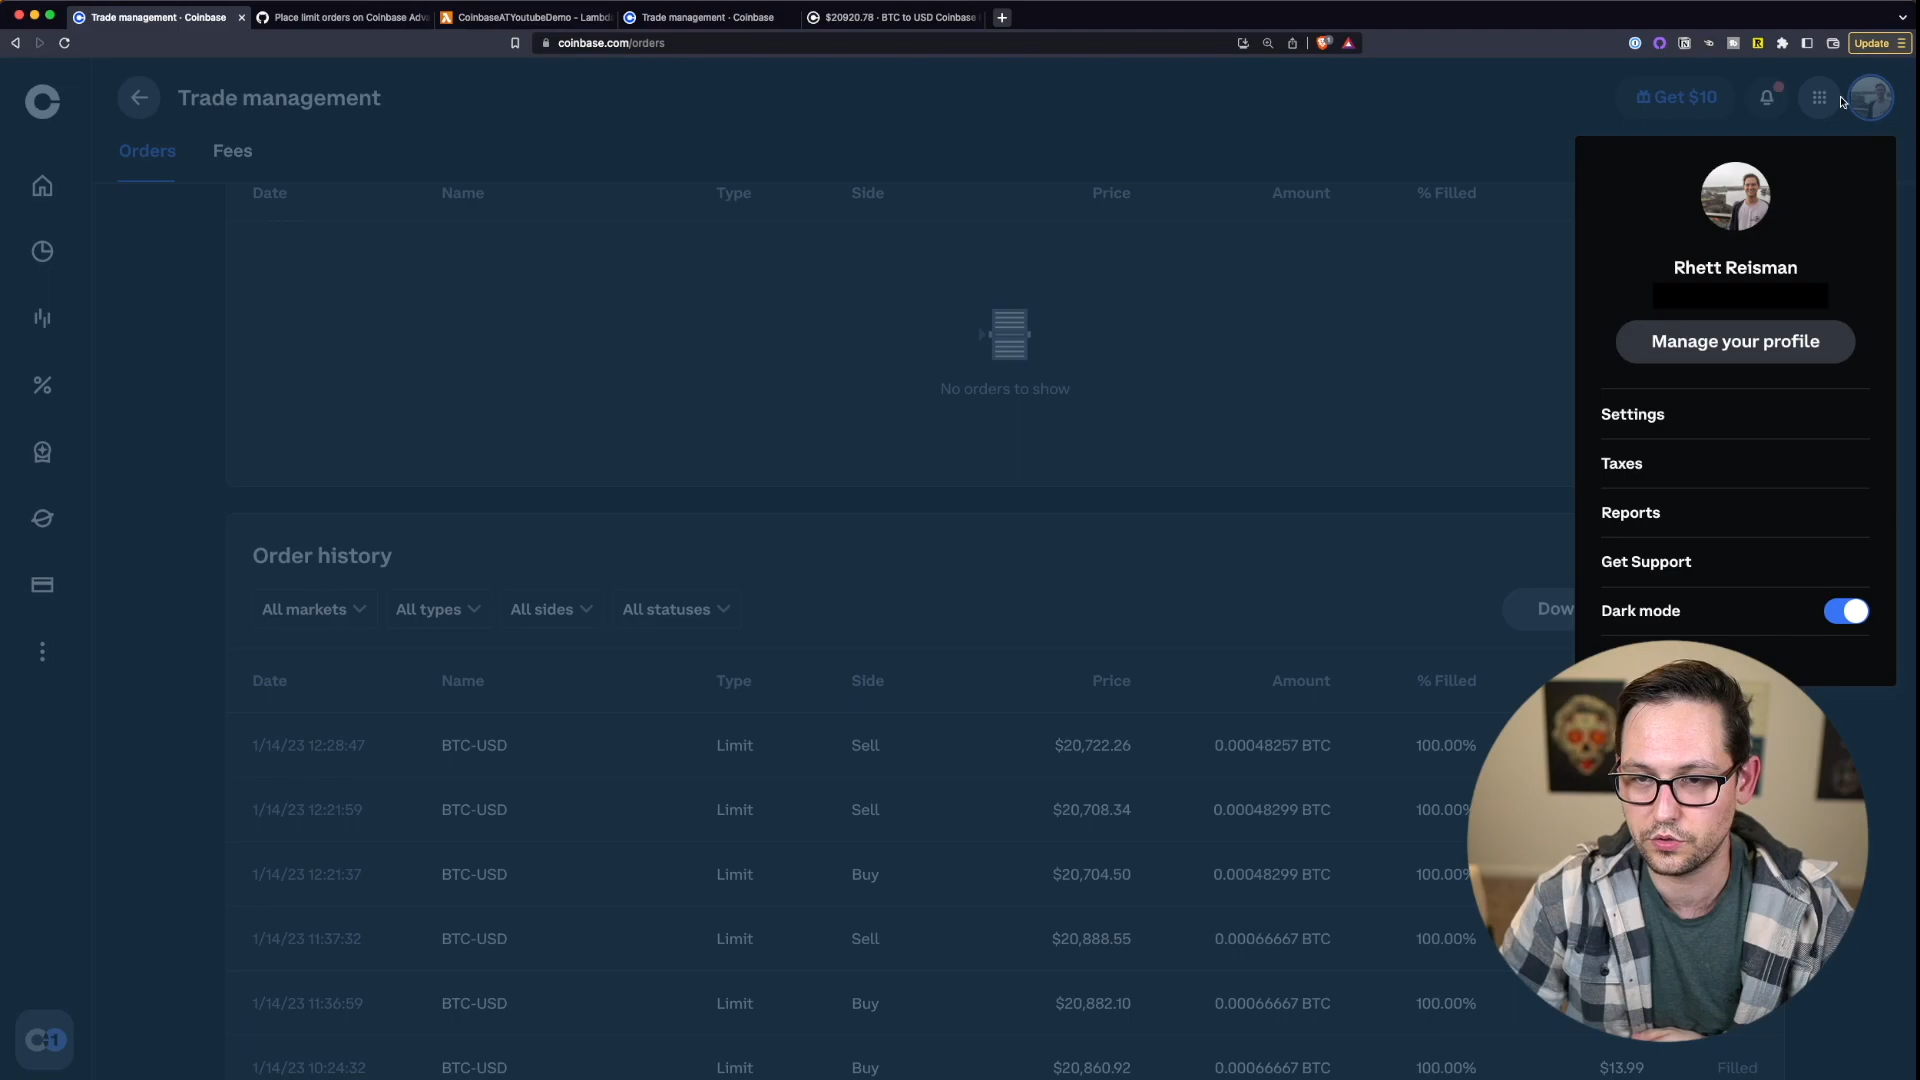 Trade management · Coinbase
Place limit orders on Coinbase Adva
CoinbaseATYoutubeDemo - Lambd
Trade management · Coinbase
$20920.78 · BTC to USD Coinbase
coinbase.com/orders
Update
Trade management
Get $10
Orders
Fees
Date Name Type Side Price Amount % Filled
No orders to show
Rhett Reisman
Manage your profile
Settings
Taxes
Reports
Get Support
Dark mode
Order history
All markets All types All sides All statuses
Dow
Date Name Type Side Price Amount % Filled
1/14/23 12:28:47 BTC-USD Limit Sell $20,722.26 0.00048257 BTC 100.00%
1/14/23 12:21:59 BTC-USD Limit Sell $20,708.34 0.00048299 BTC 100.00%
1/14/23 12:21:37 BTC-USD Limit Buy $20,704.50 0.00048299 BTC 100.00%
1/14/23 11:37:32 BTC-USD Limit Sell $20,888.55 0.00066667 BTC 100.00%
1/14/23 11:36:59 BTC-USD Limit Buy $20,882.10 0.00066667 BTC 100.00%
1/14/23 10:24:32 BTC-USD Limit Buy $20,860.92 0.00066667 BTC 100.00% $13.99 Filled